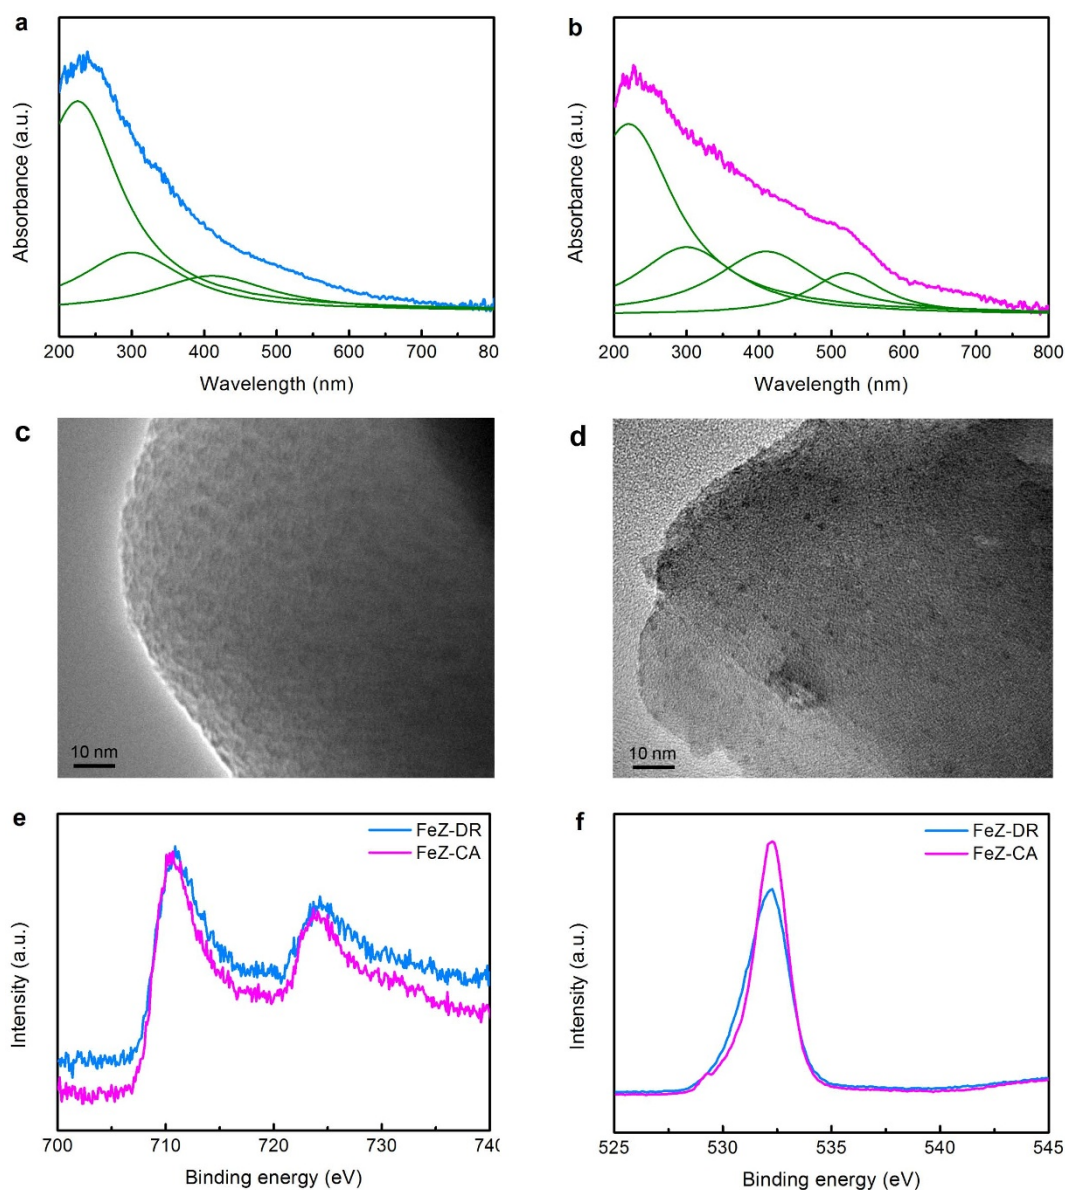 a
b
Absorbance (a.u.)
Absorbance (a.u.)
200 300 400 500 600 700 80
200 300 400 500 600 700 800
Wavelength (nm)
Wavelength (nm)
c
d
10 nm
10 nm
e
f
FeZ-DR
FeZ-CA
FeZ-DR
FeZ-CA
Intensity (a.u.)
Intensity (a.u.)
700 710 720 730 740
525 530 535 540 545
Binding energy (eV)
Binding energy (eV)